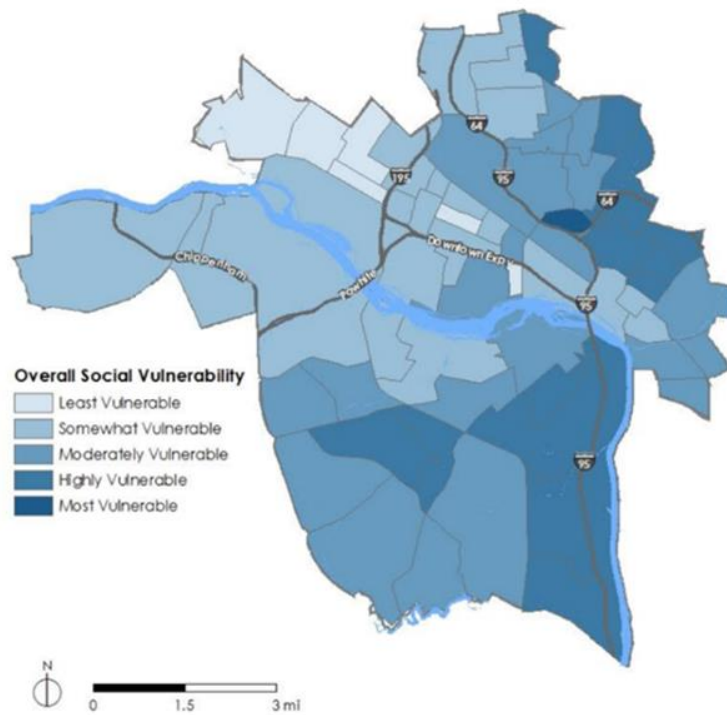 64
195
95
64
Downtown Expy
Chippenham
Powhite
95
Overall Social Vulnerability
Least Vulnerable
Somewhat Vulnerable
Moderately Vulnerable
Highly Vulnerable
Most Vulnerable
95
N
0 1.5 3 mi